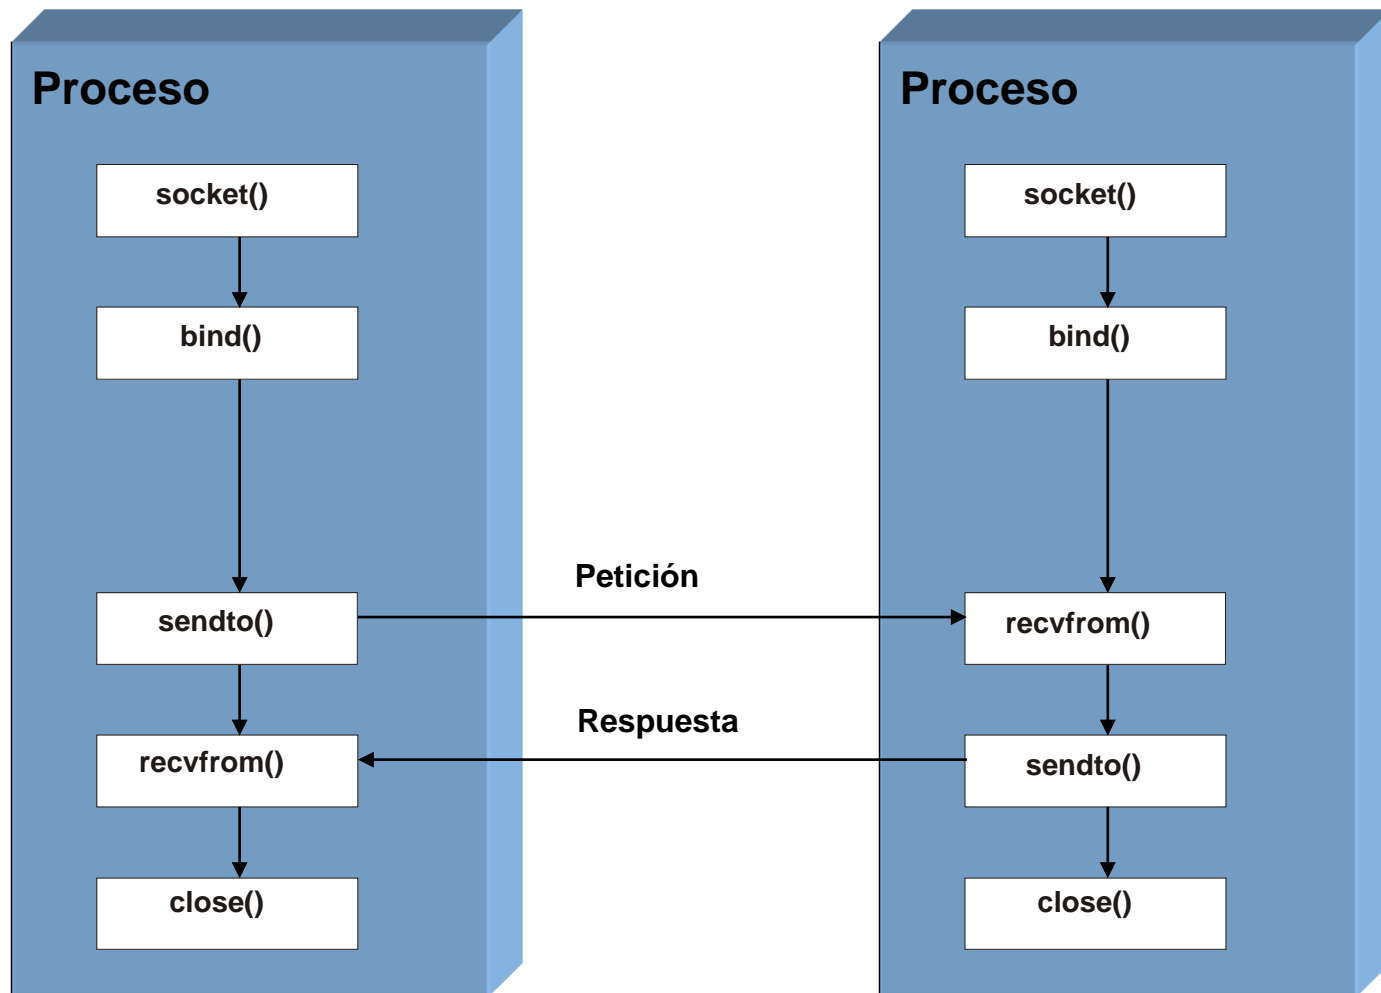 Proceso
socket()
bind()
sendto()
recvfrom()
close()
Petición
Respuesta
Proceso
socket()
bind()
recvfrom()
sendto()
close()